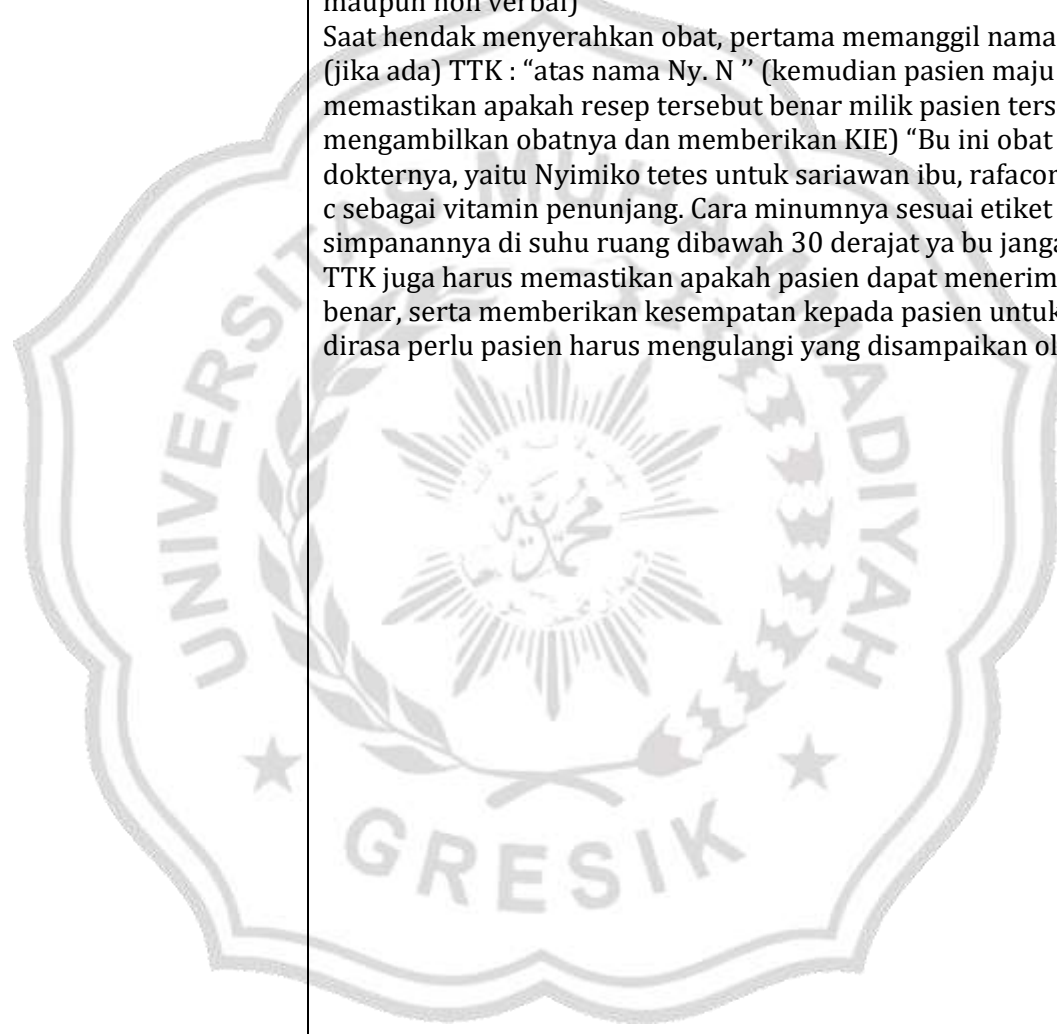 maupun non verbal)
Saat hendak menyerahkan obat, pertama memanggil nama
(jika ada) TTK : “atas nama Ny. N ’’ (kemudian pasien maju
memastikan apakah resep tersebut benar milik pasien ters
mengambilkan obatnya dan memberikan KIE) “Bu ini obat
dokternya, yaitu Nyimiko tetes untuk sariawan ibu, rafacor
c sebagai vitamin penunjang. Cara minumnya sesuai etiket
simpanannya di suhu ruang dibawah 30 derajat ya bu janga
TTK juga harus memastikan apakah pasien dapat menerim
benar, serta memberikan kesempatan kepada pasien untuk
dirasa perlu pasien harus mengulangi yang disampaikan ol
UNIVERSITAS MUHAMMADIYAH
GRESIK